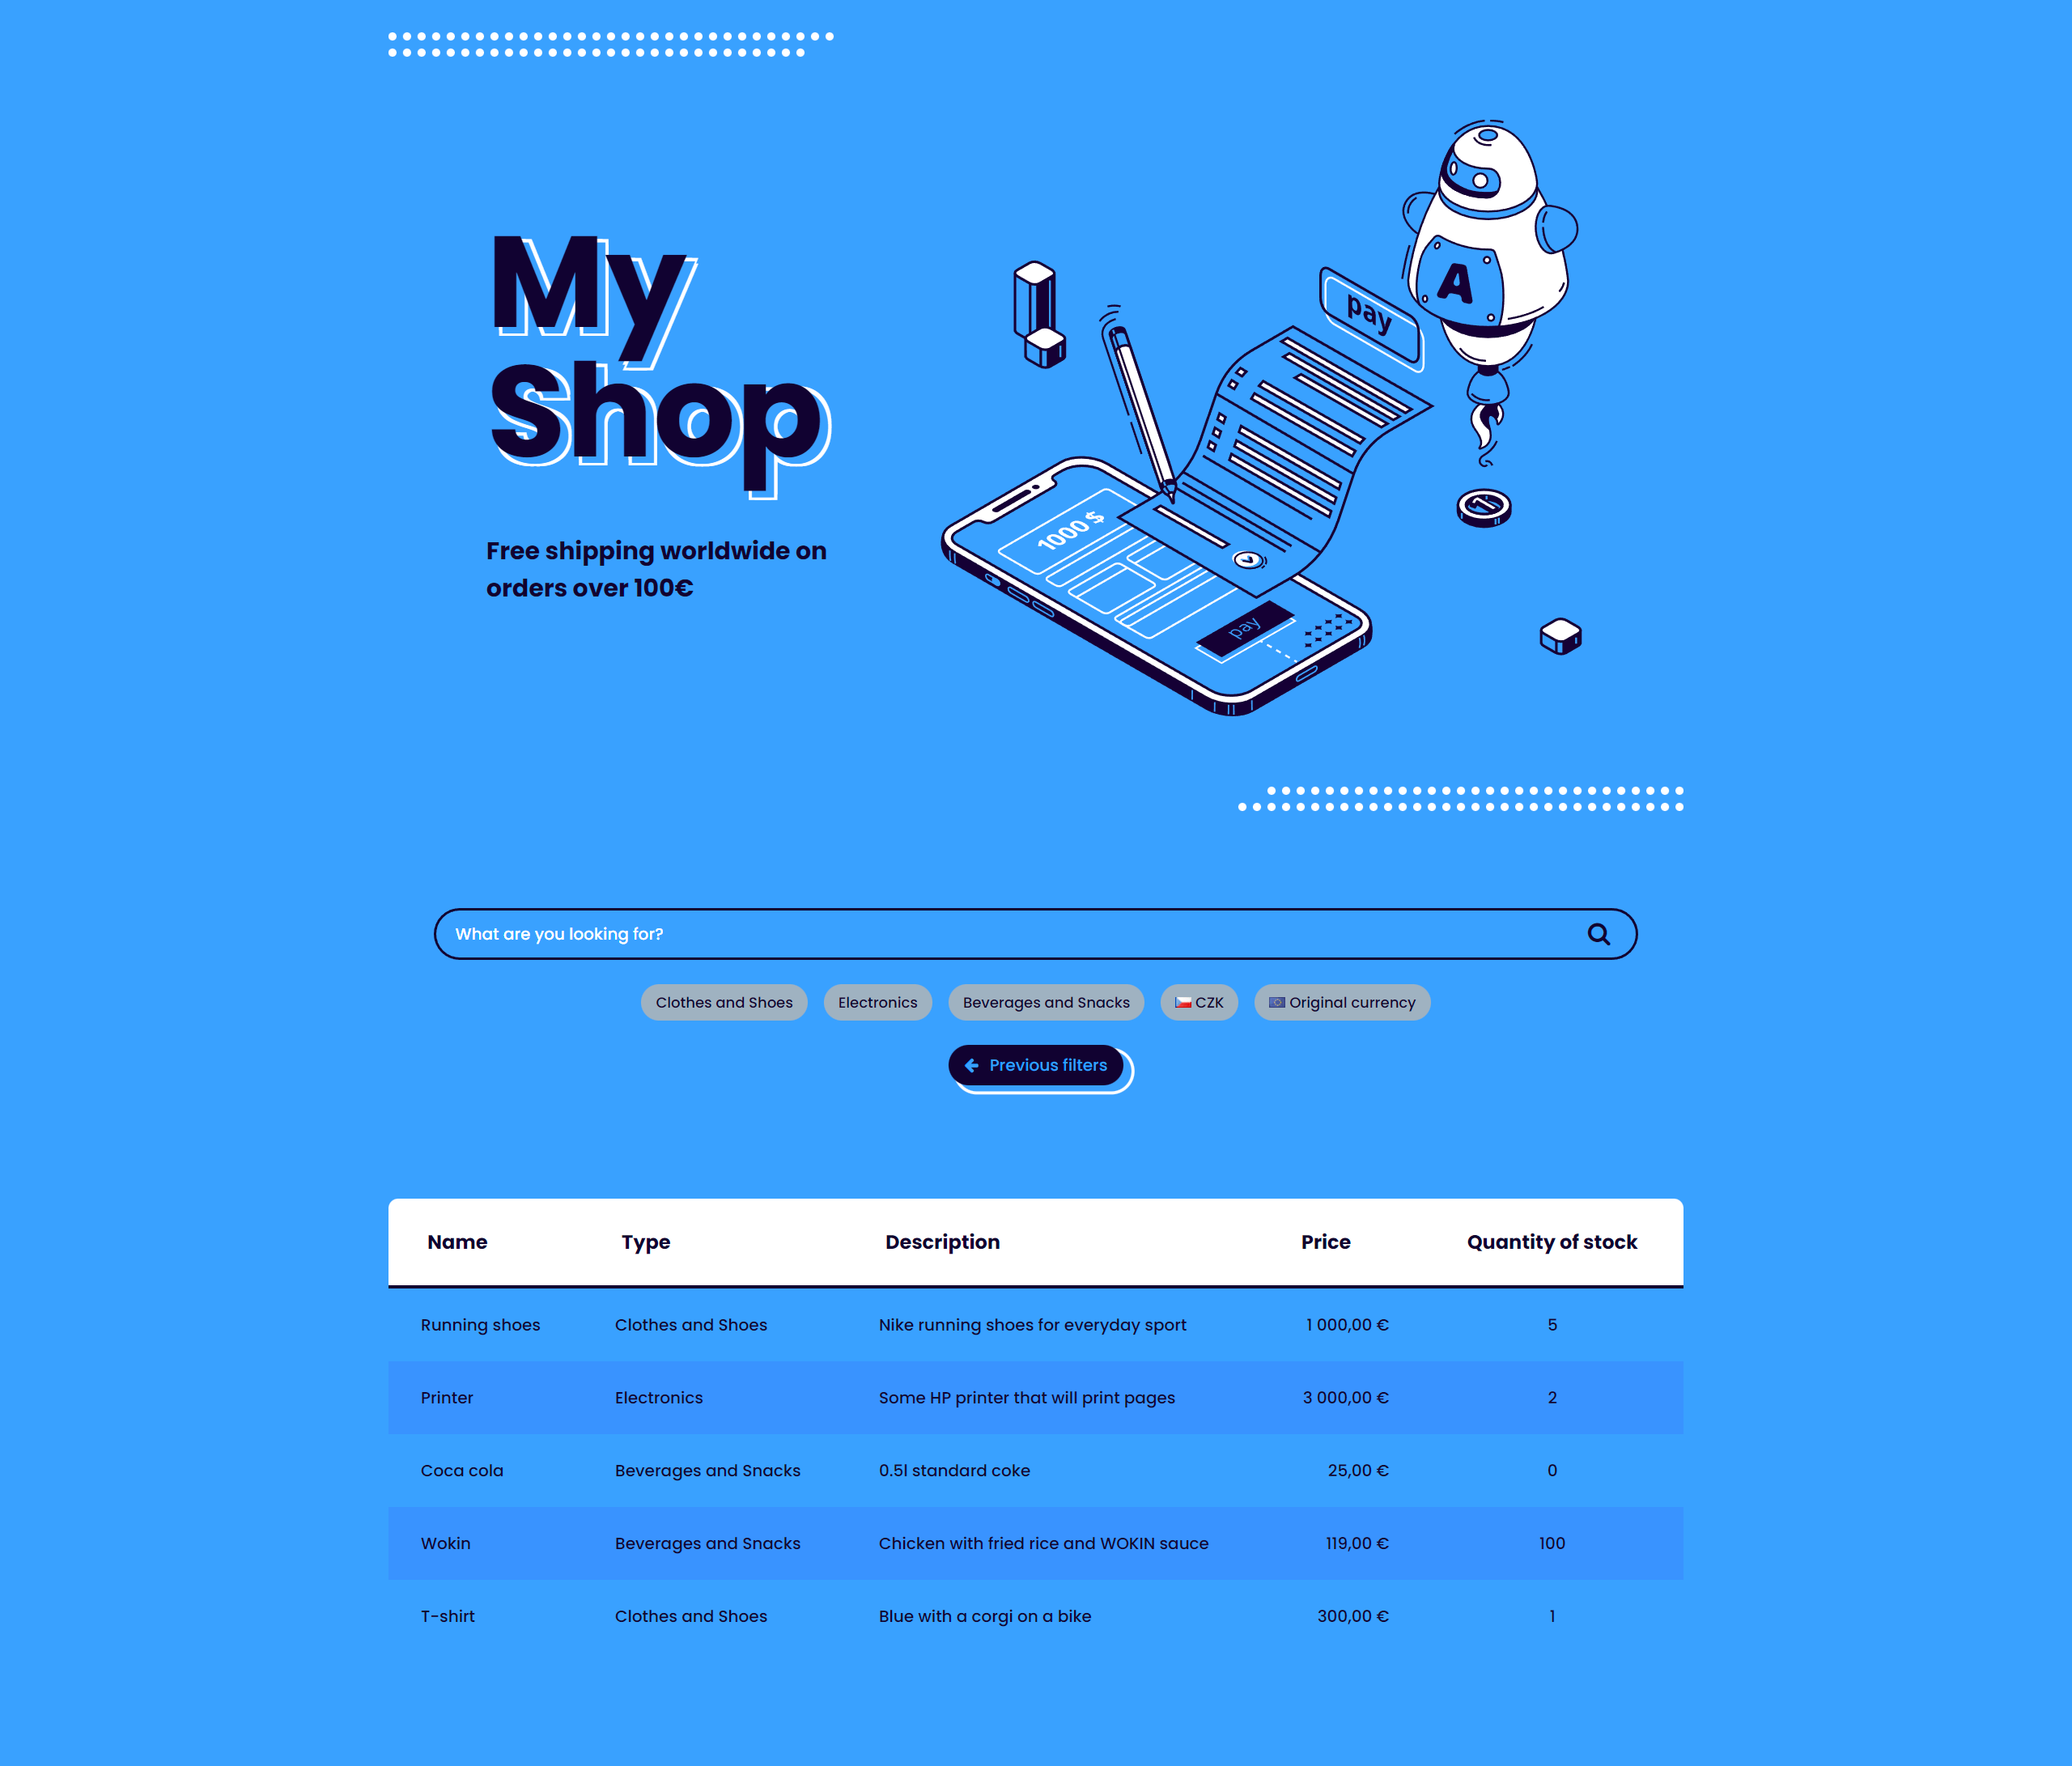 My
Shop
Free shipping worldwide on
orders over 100€
pay
A
1000$
pay
1
What are you looking for?
Clothes and Shoes Electronics Beverages and Snacks CZK Original currency
Previous filters
Name Type Description Price Quantity of stock
Running shoes Clothes and Shoes Nike running shoes for everyday sport 1 000,00 € 5
Printer Electronics Some HP printer that will print pages 3 000,00 € 2
Coca cola Beverages and Snacks 0.5l standard coke 25,00 € 0
Wokin Beverages and Snacks Chicken with fried rice and WOKIN sauce 119,00 € 100
T-shirt Clothes and Shoes Blue with a corgi on a bike 300,00 € 1